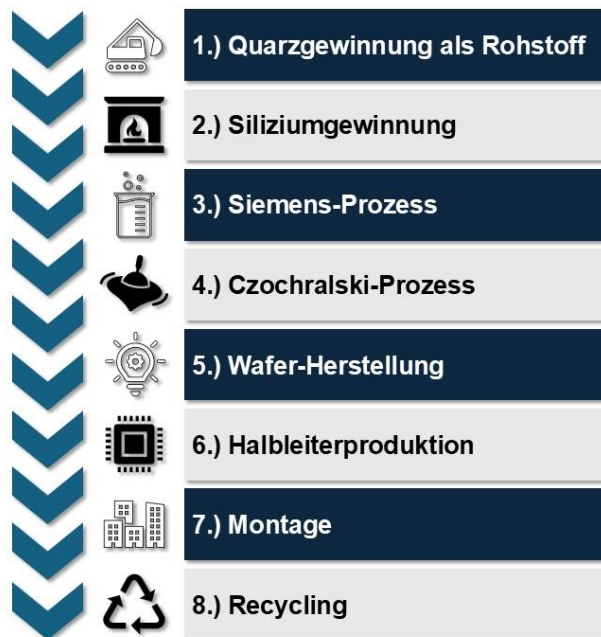 1.) Quarzgewinnung als Rohstoff
2.) Siliziumgewinnung
3.) Siemens-Prozess
4.) Czochralski-Prozess
5.) Wafer-Herstellung
6.) Halbleiterproduktion
7.) Montage
8.) Recycling